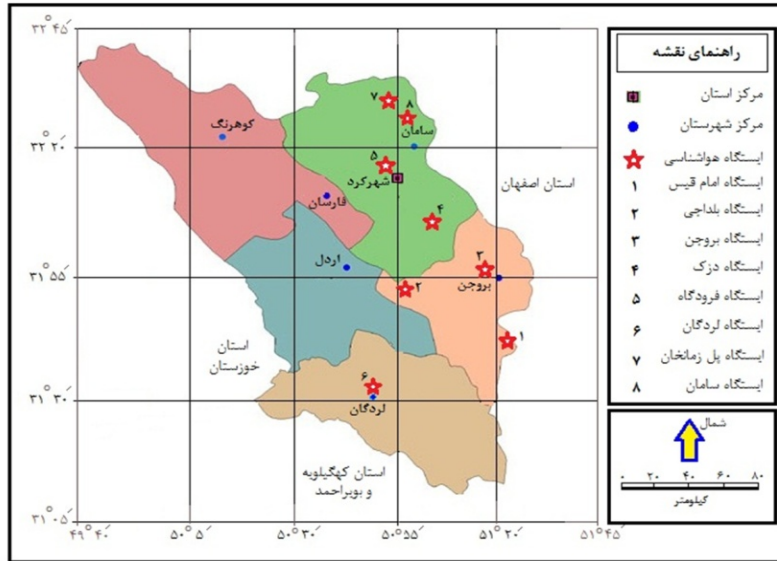 راهنمای نقشه
مرکز استان
مرکز شهرستان
ایستگاه هواشناسی
۱ ایستگاه امام قیس
۲ ایستگاه بلداجی
۳ ایستگاه بروجن
۴ ایستگاه دزک
۵ ایستگاه فرودگاه
۶ ایستگاه لردگان
۷ ایستگاه پل زمانخان
۸ ایستگاه سامان
شمال
۰ ۲۰ ۴۰ ۶۰ ۸۰
کیلومتر
۳۲°۴۵′
۳۲°۲۰′
۳۱°۵۵′
۳۱°۳۰′
۳۱°۰۵′
۴۹°۴۰′ ۵۰°۵′ ۵۰°۳۰′ ۵۰°۵۵′ ۵۱°۲۰′ ۵۱°۴۵′
۷
۸
سامان
کوهرنگ
۵
شهرکرد
استان اصفهان
فارسان
۴
۳
بروجن
اردل
۲
۱
استان
خوزستان
۶
لردگان
استان کهگیلویه
و بویراحمد